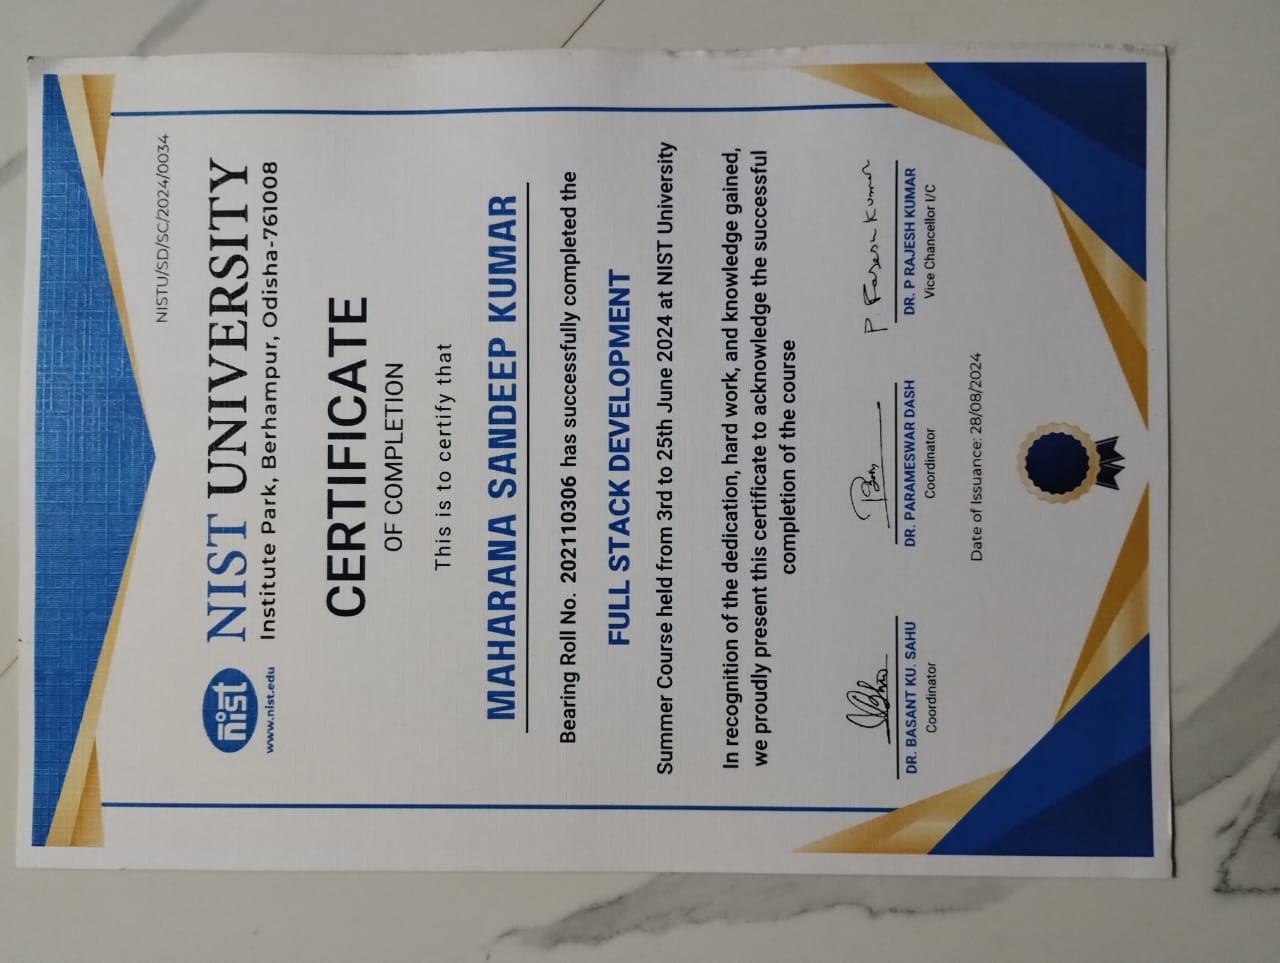 NISTU/SD/SC/2024/0034
nist
NIST UNIVERSITY
www.nist.edu
Institute Park, Berhampur, Odisha-761008
CERTIFICATE
OF COMPLETION
This is to certify that
MAHARANA SANDEEP KUMAR
Bearing Roll No. 202110306 has successfully completed the
FULL STACK DEVELOPMENT
Summer Course held from 3rd to 25th June 2024 at NIST University
In recognition of the dedication, hard work, and knowledge gained,
we proudly present this certificate to acknowledge the successful
completion of the course
P. Rajesh Kumar
DR. BASANT KU. SAHU
Coordinator
DR. PARAMESWAR DASH
Coordinator
DR. P RAJESH KUMAR
Vice Chancellor I/C
Date of Issuance: 28/08/2024